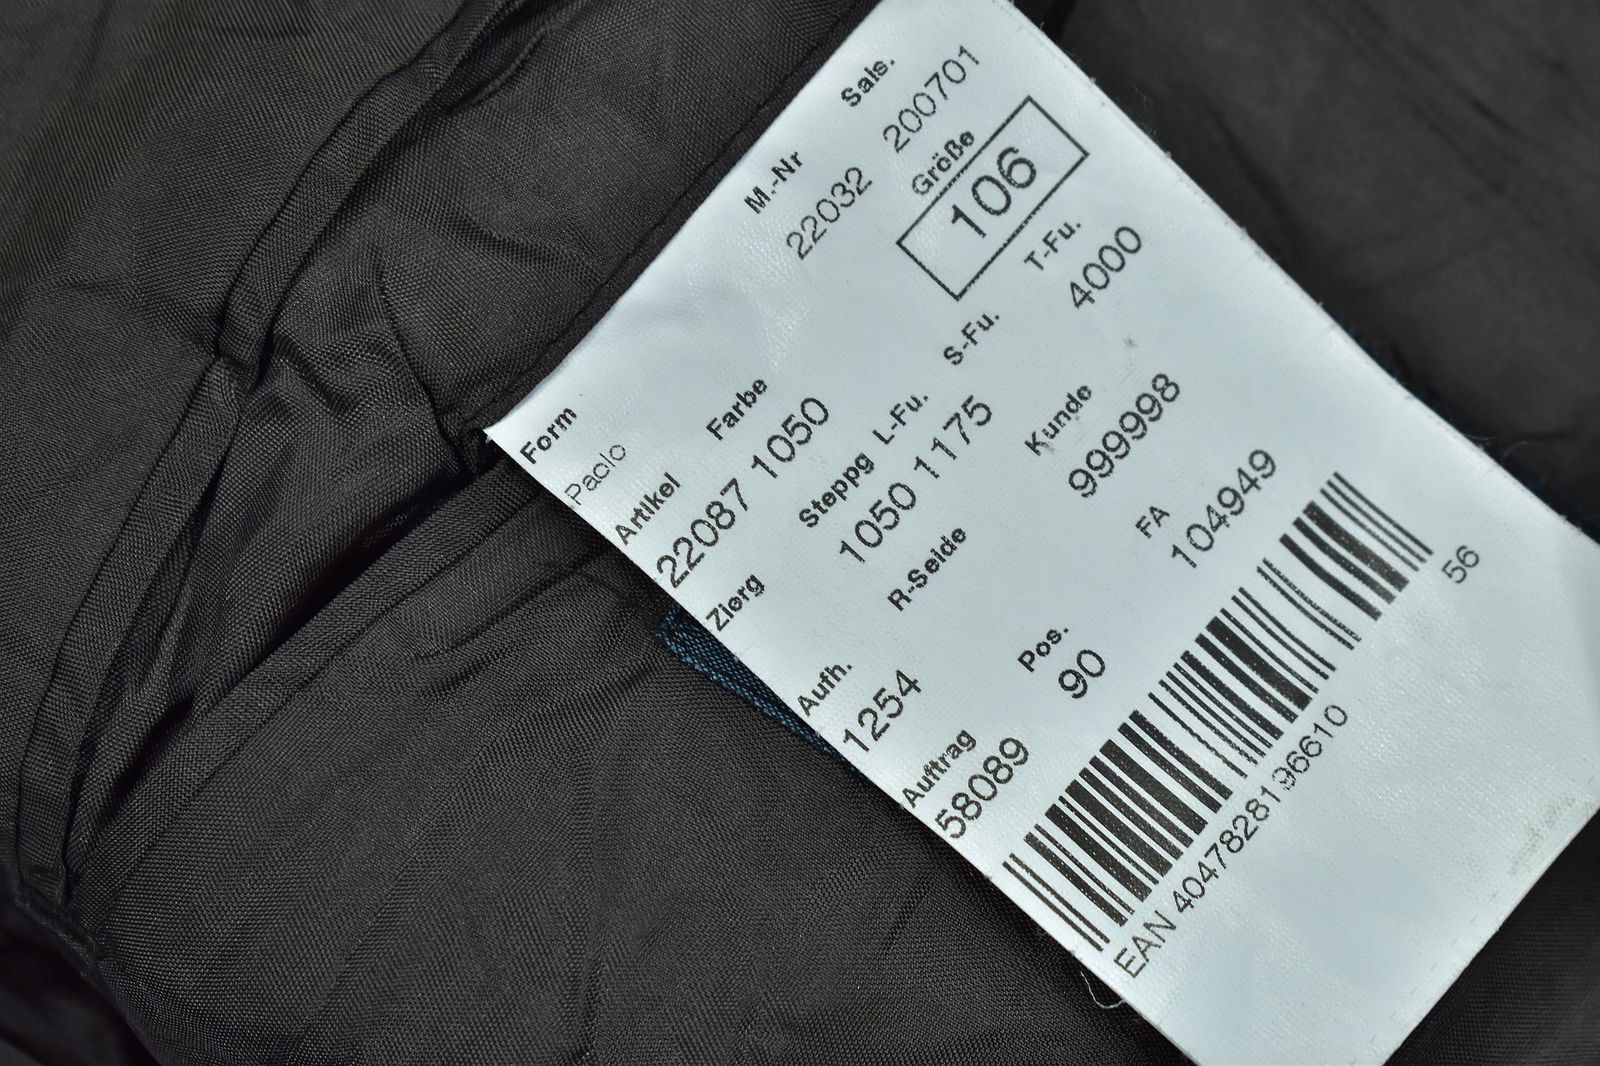 Form M.-Nr Sais.
Paolo 22032 200701
Artikel Farbe Größe
22087 1050 106
Zierg Steppg L-Fu. S-Fu. T-Fu.
1050 1175 4000
Aufh. R-Seide Kunde
1254 999998
Auftrag Pos. FA
58089 90 104949
56
EAN 4047828196610